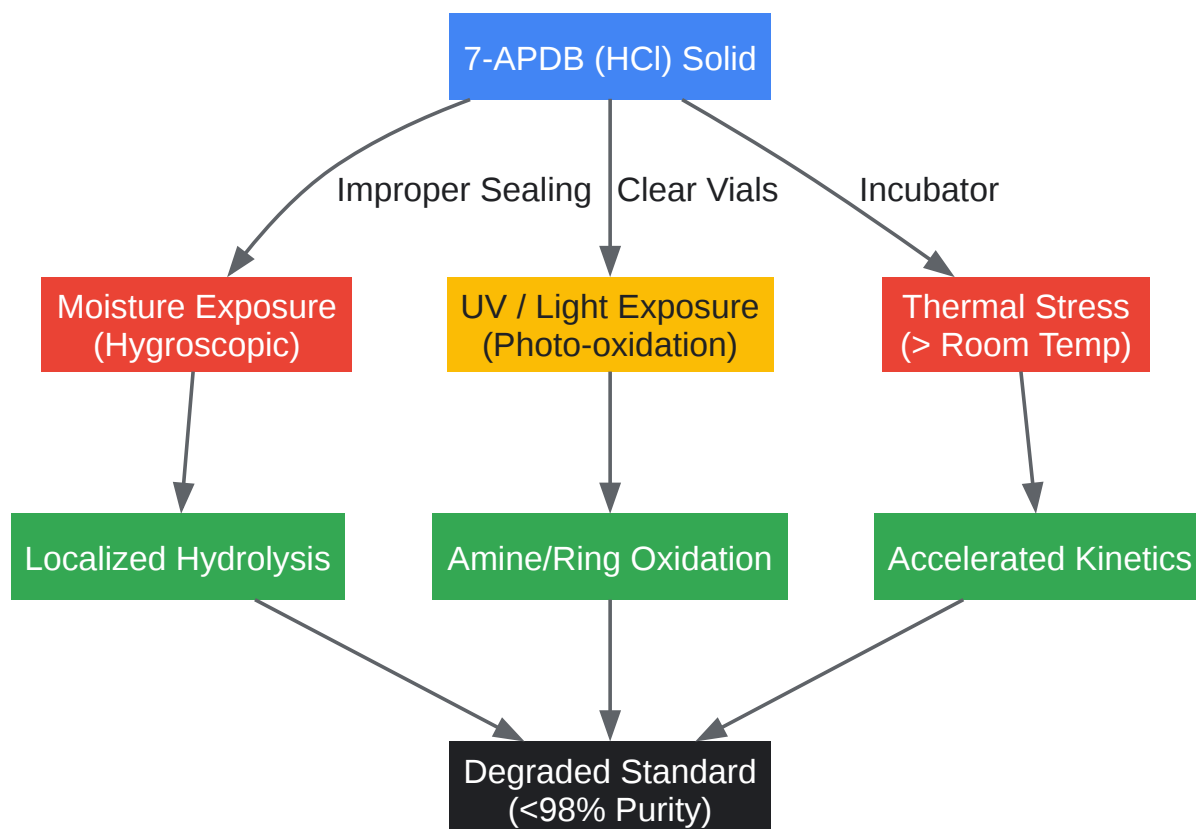 7-APDB (HCl) Solid
Improper Sealing
Clear Vials
Incubator
Moisture Exposure
(Hygroscopic)
UV / Light Exposure
(Photo-oxidation)
Thermal Stress
(> Room Temp)
Localized Hydrolysis
Amine/Ring Oxidation
Accelerated Kinetics
Degraded Standard
(<98% Purity)